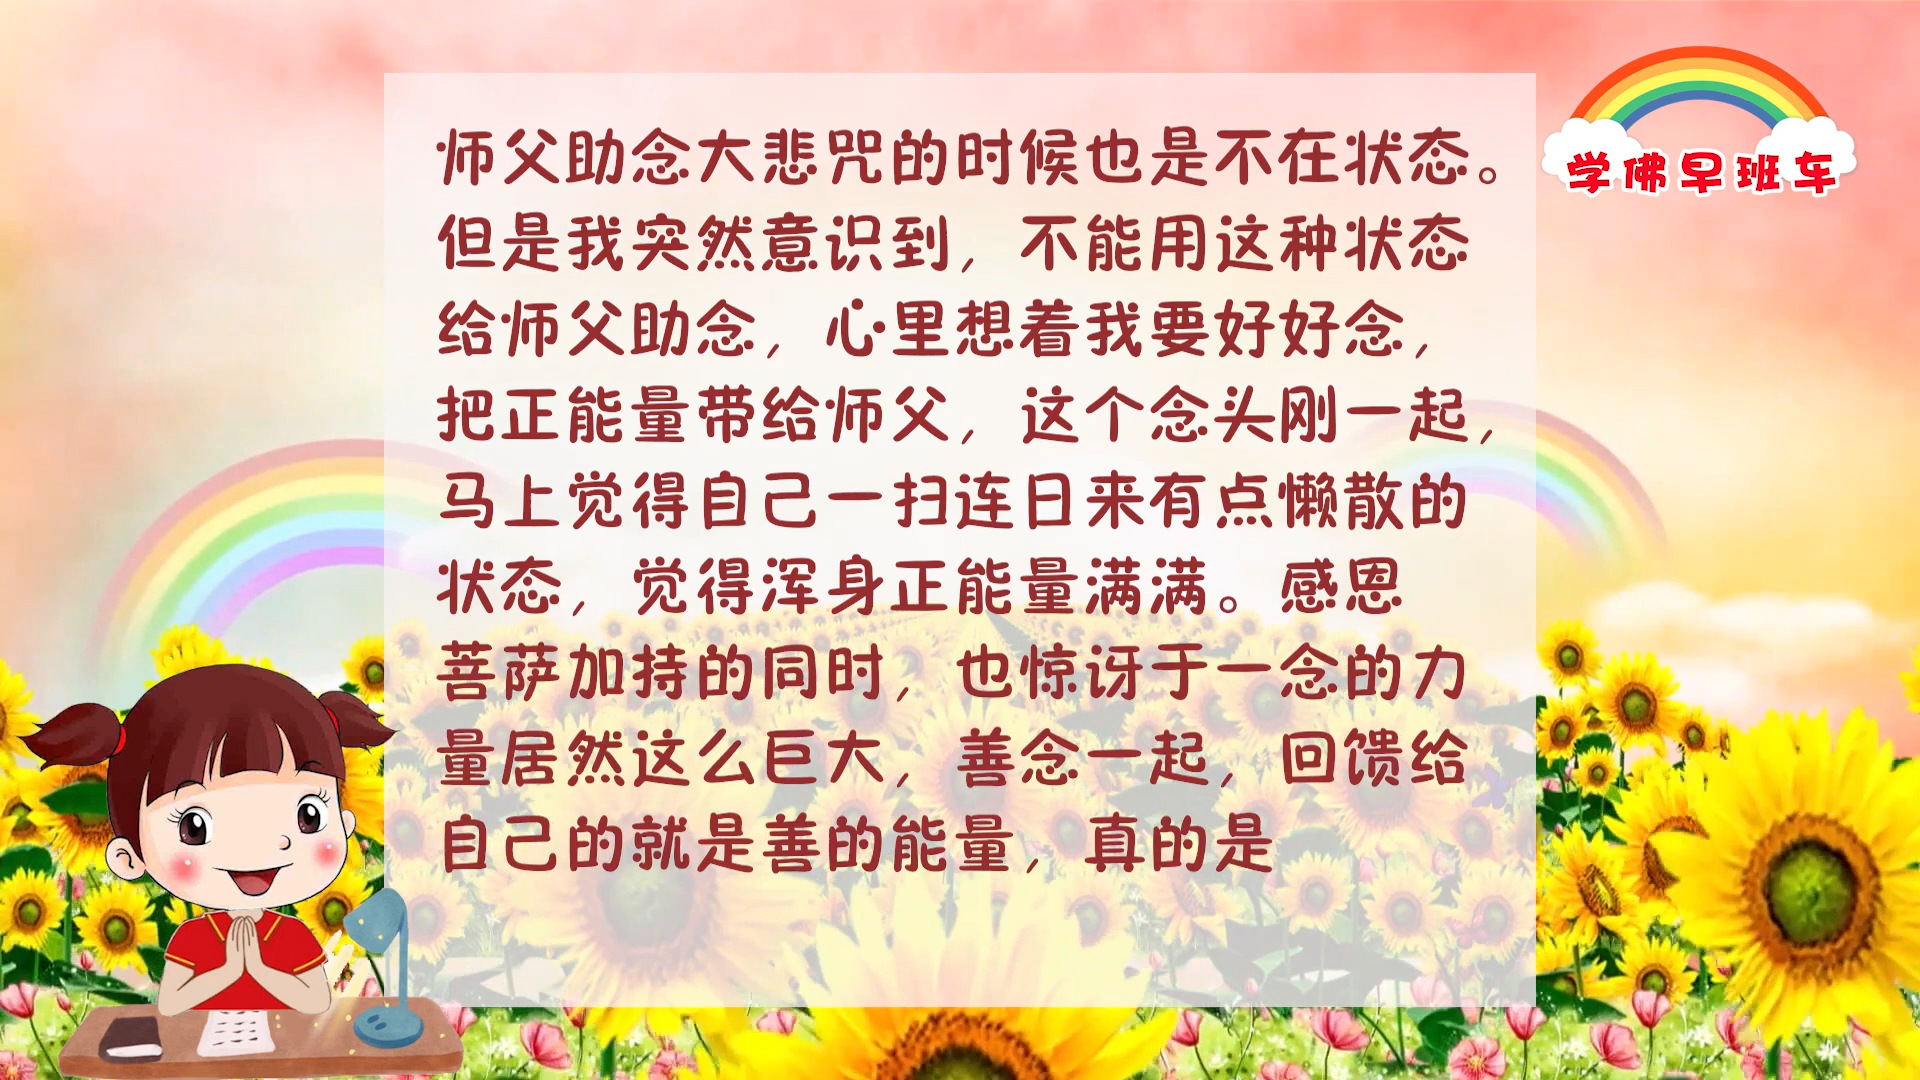 师父助念大悲咒的时候也是不在状态。
但是我突然意识到，不能用这种状态
给师父助念，心里想着我要好好念，
把正能量带给师父，这个念头刚一起，
马上觉得自己一扫连日来有点懒散的
状态，觉得浑身正能量满满。感恩
菩萨加持的同时，也惊讶于一念的力
量居然这么巨大，善念一起，回馈给
自己的就是善的能量，真的是
学佛早班车